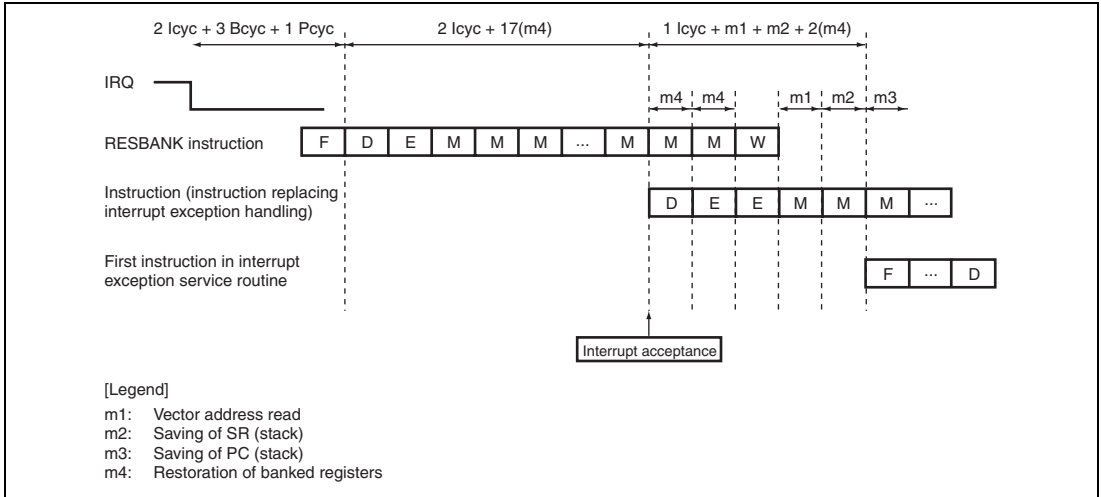 2 Icyc + 3 Bcyc + 1 Pcyc 2 Icyc + 17(m4) 1 Icyc + m1 + m2 + 2(m4)
IRQ
m4 m4 m1 m2 m3
RESBANK instruction F D E M M M ... M M M W
Instruction (instruction replacing
interrupt exception handling) D E E M M M ...
First instruction in interrupt
exception service routine F ... D
Interrupt acceptance
[Legend]
m1: Vector address read
m2: Saving of SR (stack)
m3: Saving of PC (stack)
m4: Restoration of banked registers